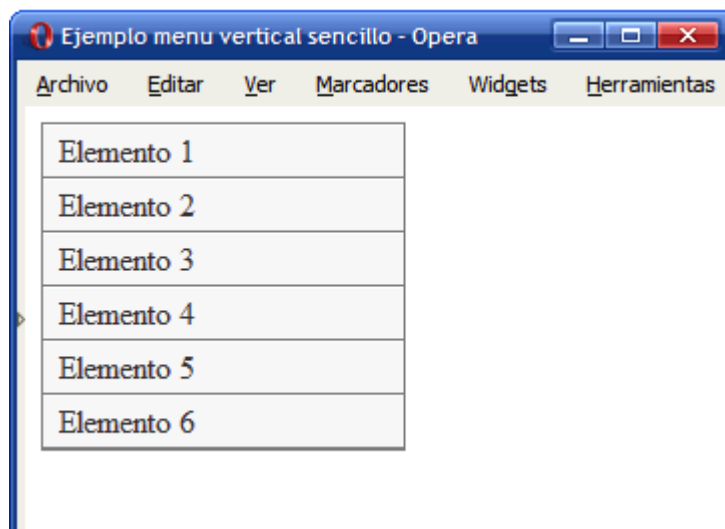 Ejemplo menu vertical sencillo - Opera
Archivo Editar Ver Marcadores Widgets Herramientas
Elemento 1
Elemento 2
Elemento 3
Elemento 4
Elemento 5
Elemento 6